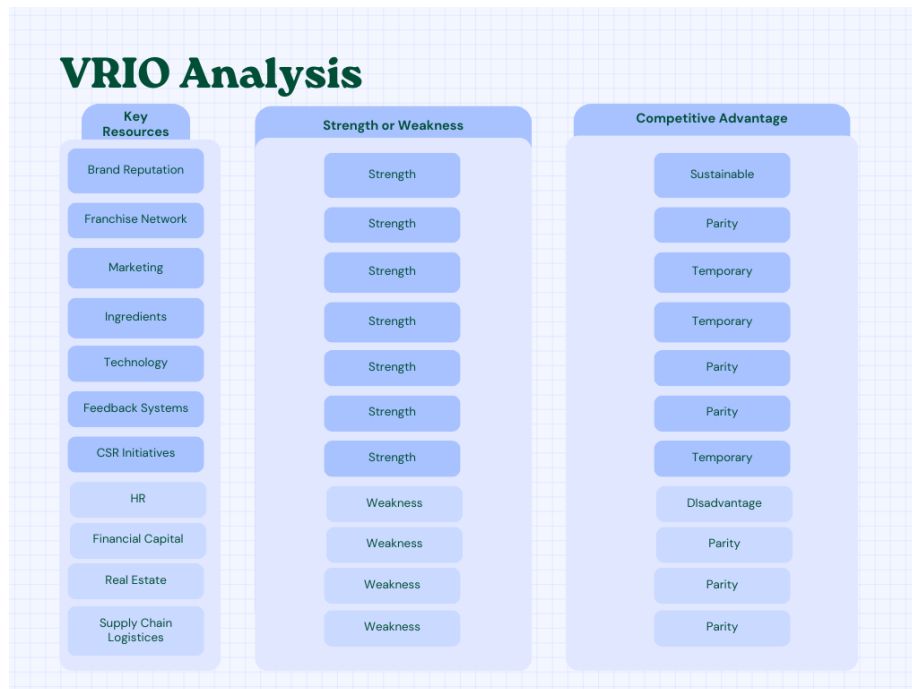 VRIO Analysis
Key
Resources
Strength or Weakness
Competitive Advantage
Brand Reputation
Strength
Sustainable
Franchise Network
Strength
Parity
Marketing
Strength
Temporary
Ingredients
Strength
Temporary
Technology
Strength
Parity
Feedback Systems
Strength
Parity
CSR Initiatives
Strength
Temporary
HR
Weakness
DIsadvantage
Financial Capital
Weakness
Parity
Real Estate
Weakness
Parity
Supply Chain
Logistices
Weakness
Parity